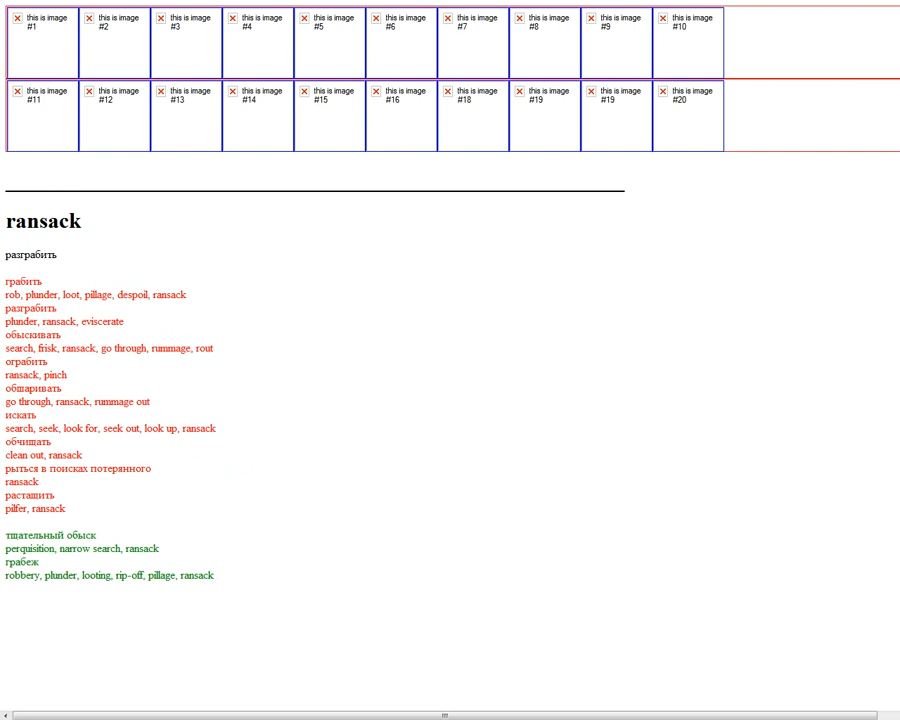 this is image #1 this is image #2 this is image #3 this is image #4 this is image #5 this is image #6 this is image #7 this is image #8 this is image #9 this is image #10
this is image #11 this is image #12 this is image #13 this is image #14 this is image #15 this is image #16 this is image #18 this is image #19 this is image #19 this is image #20
ransack
разграбить
грабить
rob, plunder, loot, pillage, despoil, ransack
разграбить
plunder, ransack, eviscerate
обыскивать
search, frisk, ransack, go through, rummage, rout
ограбить
ransack, pinch
обшаривать
go through, ransack, rummage out
искать
search, seek, look for, seek out, look up, ransack
обчищать
clean out, ransack
рыться в поисках потерянного
ransack
растащить
pilfer, ransack
тщательный обыск
perquisition, narrow search, ransack
грабеж
robbery, plunder, looting, rip-off, pillage, ransack